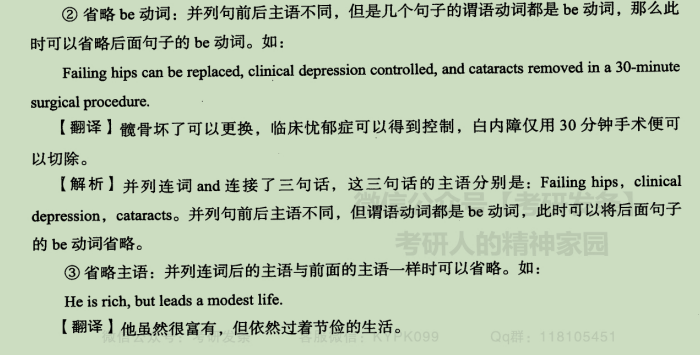 ② 省略 be 动词：并列句前后主语不同，但是几个句子的谓语动词都是 be 动词，那么此
时可以省略后面句子的 be 动词。如：
Failing hips can be replaced, clinical depression controlled, and cataracts removed in a 30-minute
surgical procedure.
【翻译】髋骨坏了可以更换，临床忧郁症可以得到控制，白内障仅用 30 分钟手术便可
以切除。
【解析】并列连词 and 连接了三句话，这三句话的主语分别是：Failing hips，clinical
depression，cataracts。并列句前后主语不同，但谓语动词都是 be 动词，此时可以将后面句子
的 be 动词省略。
考研人的精神家园
③ 省略主语：并列连词后的主语与前面的主语一样时可以省略。如：
He is rich, but leads a modest life.
【翻译】他虽然很富有，但依然过着节俭的生活。
微信公众号：考研发条 客服微信：KYFK099 Qq群：118105451